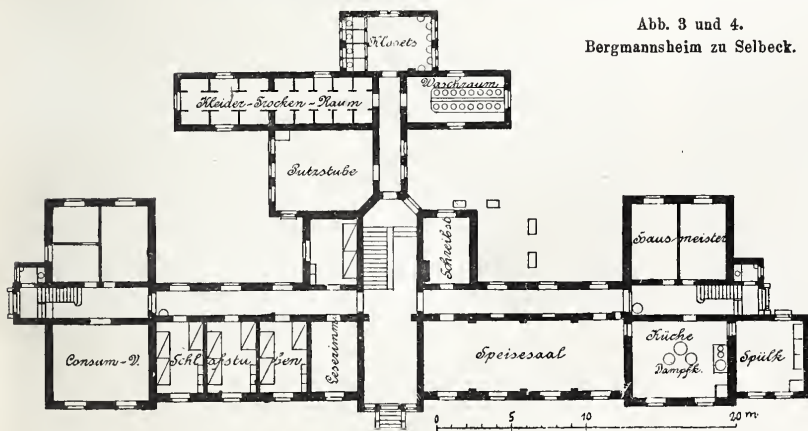 Abb. 3 und 4.
Bergmannsheim zu Selbeck.
Klosets
Kleider-Trocken-Raum
Waschraum
Putzstube
Schreibst
Hausmeister
Consum-V.
Schlafstuben
Lesezimm
Speisesaal
Küche
Dampfk.
Spülk
0 5 10 20 m.